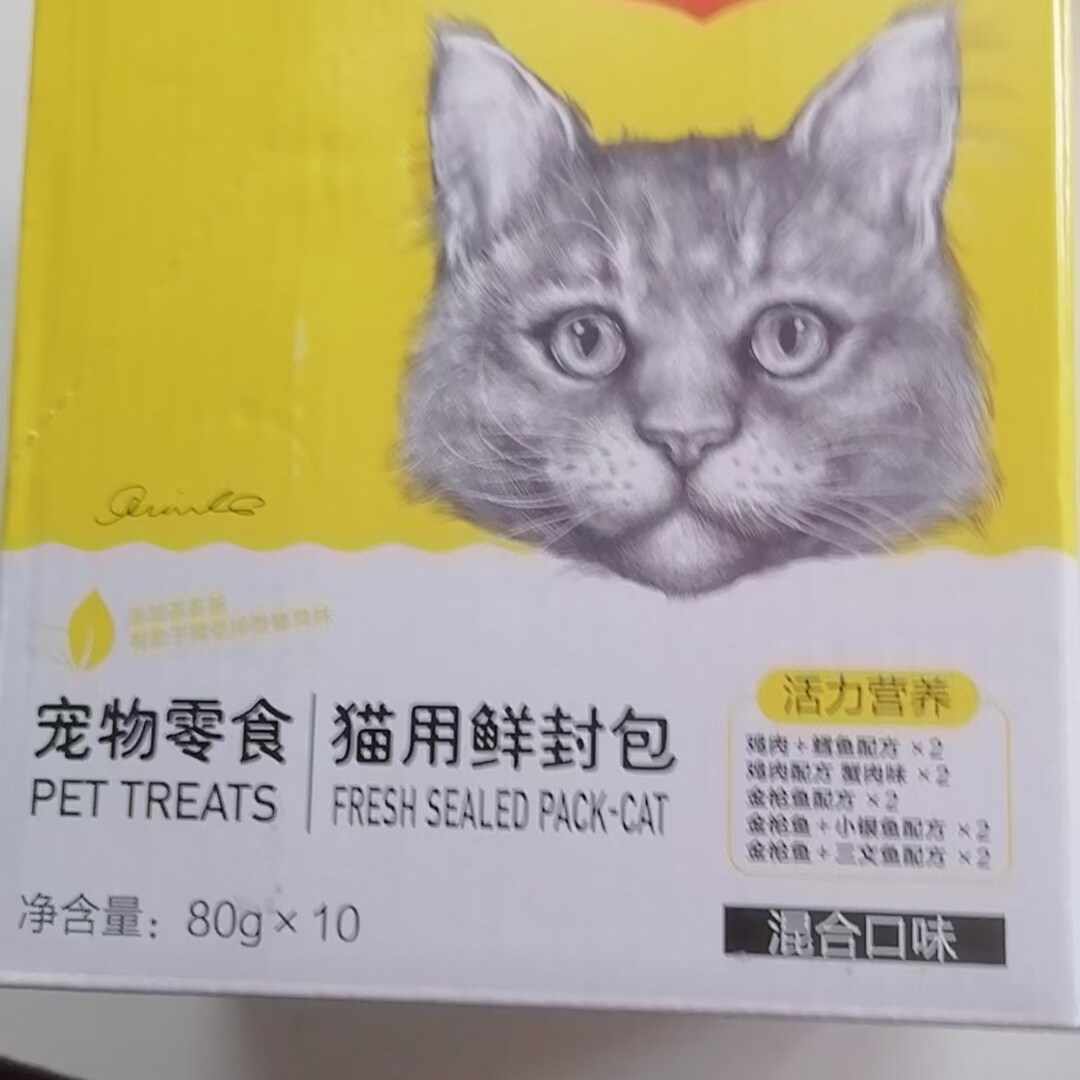 宠物零食
PET TREATS
猫用鲜封包
FRESH SEALED PACK-CAT
净含量：80g×10
活力营养
鸡肉+鳕鱼配方 ×2
鸡肉配方 蟹肉味 ×2
金枪鱼配方 ×2
金枪鱼+小银鱼配方 ×2
金枪鱼+三文鱼配方 ×2
混合口味